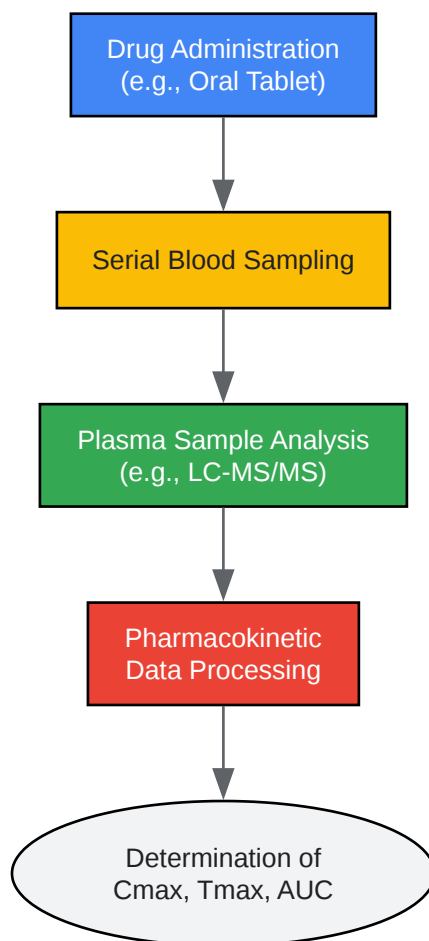 Drug Administration
(e.g., Oral Tablet)
Serial Blood Sampling
Plasma Sample Analysis
(e.g., LC-MS/MS)
Pharmacokinetic
Data Processing
Determination of
Cmax, Tmax, AUC